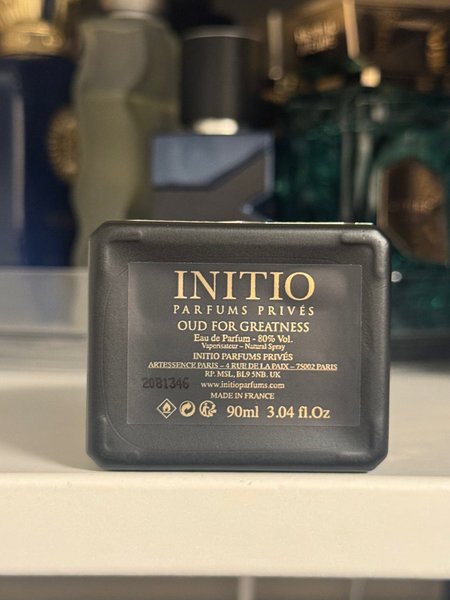 INITIO
PARFUMS PRIVÉS
OUD FOR GREATNESS
Eau de Parfum - 80% Vol.
Vaporisateur – Natural Spray
INITIO PARFUMS PRIVÉS
ARTESSENCE PARIS – 4 RUE DE LA PAIX – 75002 PARIS
RP. MSL, BL9 5NB. UK
2081346 www.initioparfums.com
MADE IN FRANCE
90ml 3.04 fl.Oz